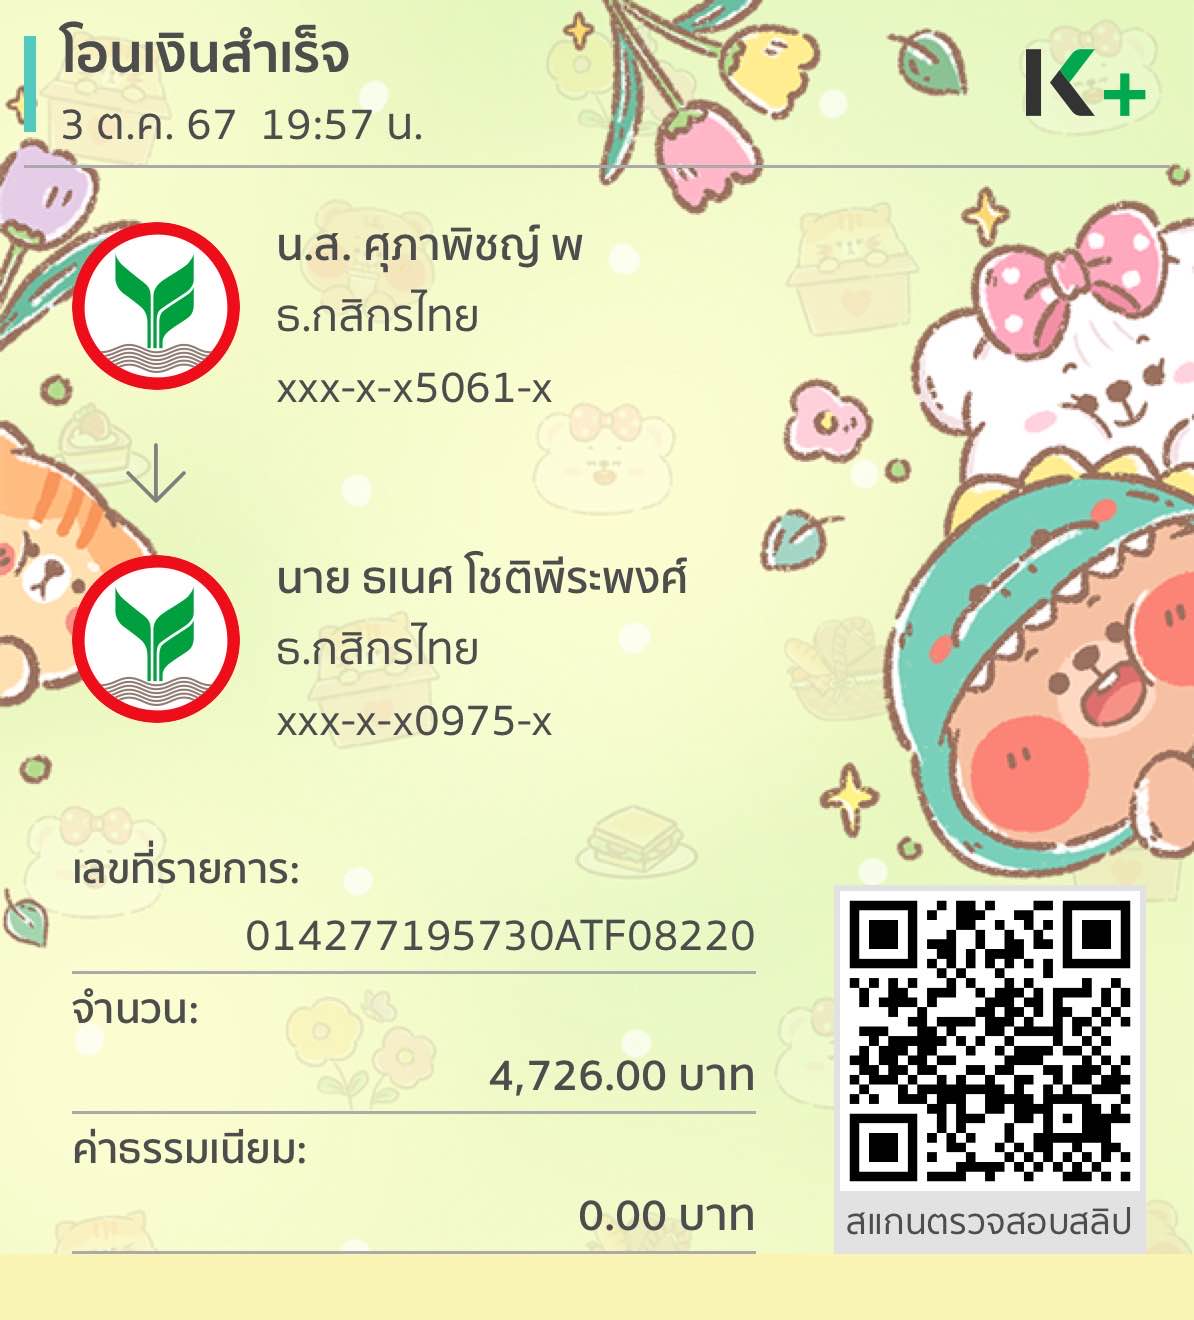 โอนเงินสำเร็จ
3 ต.ค. 67 19:57 น.
K+
น.ส. ศุภาพิชญ์ พ
ธ.กสิกรไทย
xxx-x-x5061-x
นาย ธเนศ โชติพีระพงศ์
ธ.กสิกรไทย
xxx-x-x0975-x
เลขที่รายการ:
014277195730ATF08220
จำนวน:
4,726.00 บาท
ค่าธรรมเนียม:
0.00 บาท
สแกนตรวจสอบสลิป